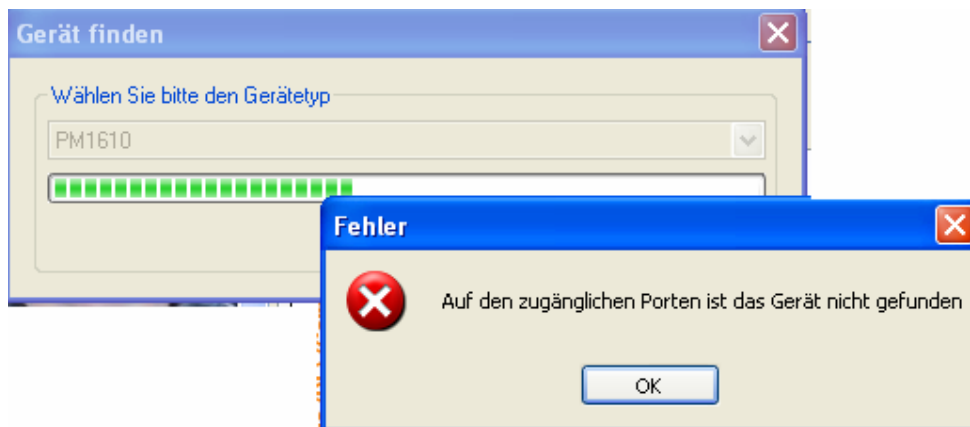 Gerät finden
Wählen Sie bitte den Gerätetyp
PM1610
Fehler
Auf den zugänglichen Porten ist das Gerät nicht gefunden
OK